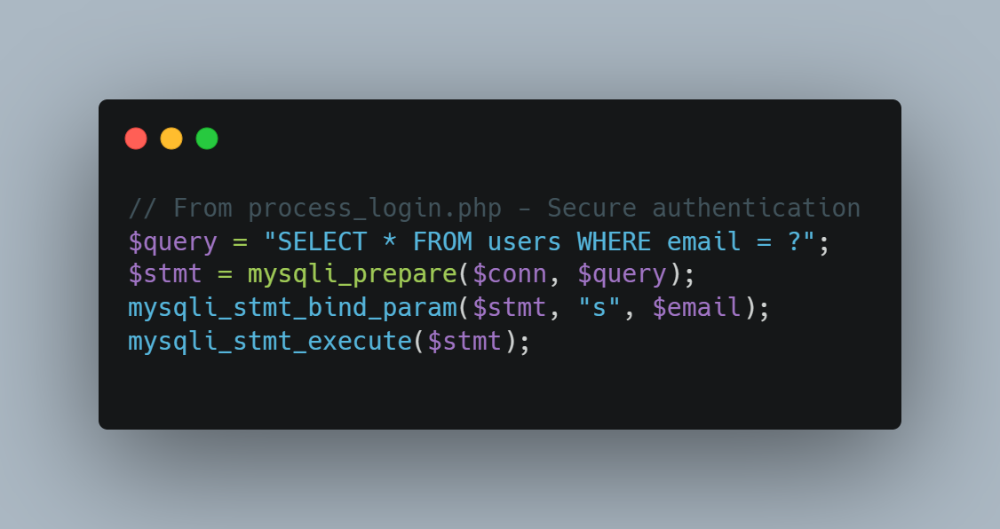 // From process_login.php - Secure authentication
$query = "SELECT * FROM users WHERE email = ?";
$stmt = mysqli_prepare($conn, $query);
mysqli_stmt_bind_param($stmt, "s", $email);
mysqli_stmt_execute($stmt);